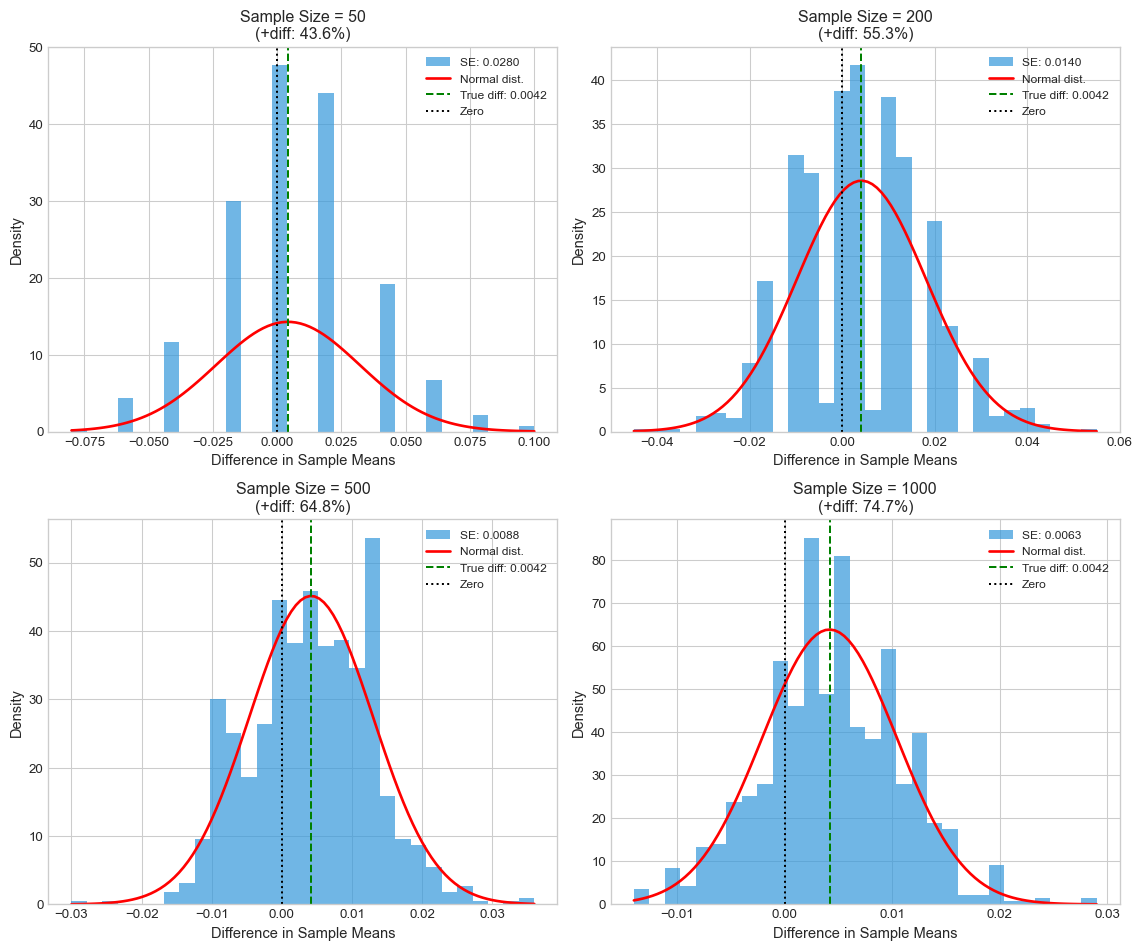 Sample Size = 50
(+diff: 43.6%)
SE: 0.0280
Normal dist.
True diff: 0.0042
Zero
Density
50
40
30
20
10
0
−0.075
−0.050
−0.025
0.000
0.025
0.050
0.075
0.100
Difference in Sample Means
Sample Size = 200
(+diff: 55.3%)
SE: 0.0140
Normal dist.
True diff: 0.0042
Zero
Density
40
35
30
25
20
15
10
5
0
−0.04
−0.02
0.00
0.02
0.04
0.06
Difference in Sample Means
Sample Size = 500
(+diff: 64.8%)
SE: 0.0088
Normal dist.
True diff: 0.0042
Zero
Density
50
40
30
20
10
0
−0.03
−0.02
−0.01
0.00
0.01
0.02
0.03
Difference in Sample Means
Sample Size = 1000
(+diff: 74.7%)
SE: 0.0063
Normal dist.
True diff: 0.0042
Zero
Density
80
70
60
50
40
30
20
10
0
−0.01
0.00
0.01
0.02
0.03
Difference in Sample Means